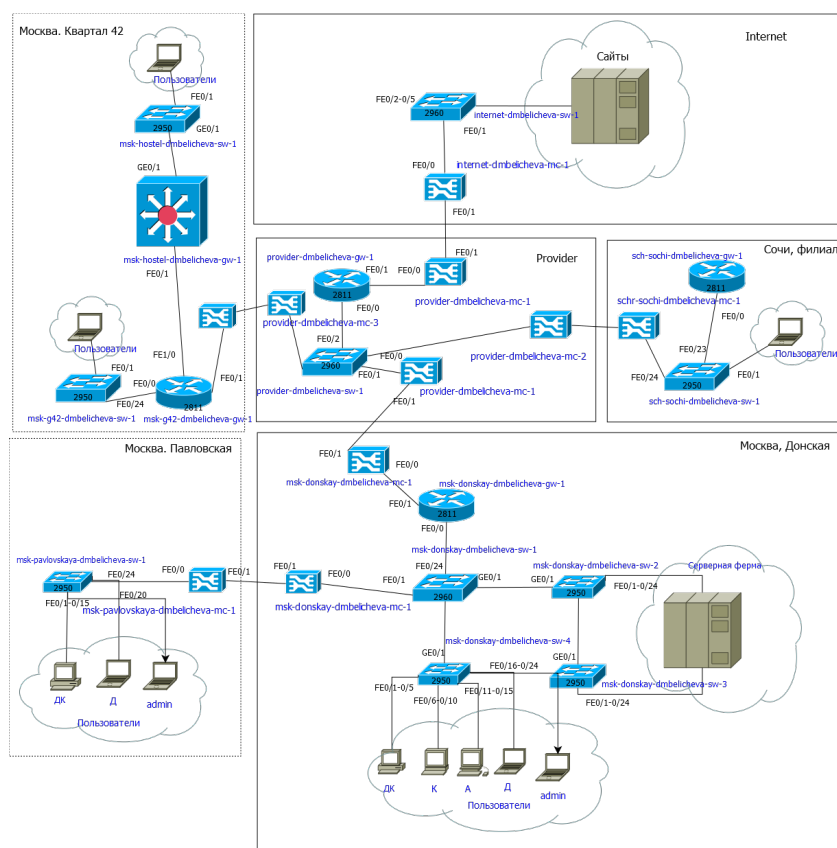 Москва. Квартал 42
Пользователи
FE0/1
2950
GE0/1
msk-hostel-dmbelicheva-sw-1
GE0/1
msk-hostel-dmbelicheva-gw-1
FE0/1
Пользователи
FE0/1
2950
FE0/24
msk-g42-dmbelicheva-sw-1
FE1/0
FE0/0
2811
FE0/1
msk-g42-dmbelicheva-gw-1
Internet
Сайты
FE0/2-0/5
2960
internet-dmbelicheva-sw-1
FE0/1
FE0/0
internet-dmbelicheva-mc-1
FE0/1
Provider
provider-dmbelicheva-gw-1
FE0/1
FE0/0
FE0/1
2811
provider-dmbelicheva-mc-1
FE0/0
provider-dmbelicheva-mc-3
FE0/2
2960
FE0/0
FE0/1
provider-dmbelicheva-mc-2
provider-dmbelicheva-sw-1
provider-dmbelicheva-mc-1
FE0/1
Сочи, филиал
sch-sochi-dmbelicheva-gw-1
2811
schr-sochi-dmbelicheva-mc-1
FE0/0
FE0/23
Пользователи
FE0/24
2950
FE0/1
sch-sochi-dmbelicheva-sw-1
Москва. Павловская
msk-pavlovskaya-dmbelicheva-sw-1
FE0/24
2950
FE0/20
FE0/1-0/15
FE0/0
FE0/1
msk-pavlovskaya-dmbelicheva-mc-1
ДК
Д
admin
Пользователи
Москва, Донская
FE0/1
FE0/0
msk-donskay-dmbelicheva-mc-1
msk-donskay-dmbelicheva-gw-1
FE0/1
2811
FE0/0
msk-donskay-dmbelicheva-sw-1
FE0/24
FE0/1
FE0/0
FE0/1
msk-donskay-dmbelicheva-mc-1
2960
GE0/1
msk-donskay-dmbelicheva-sw-2
GE0/1
2950
FE0/1-0/24
Серверная ферма
GE0/1
msk-donskay-dmbelicheva-sw-4
2950
FE0/16-0/24
GE0/1
2950
msk-donskay-dmbelicheva-sw-3
FE0/1-0/24
FE0/1-0/5
FE0/6-0/10
FE0/11-0/15
ДК
К
А
Д
admin
Пользователи